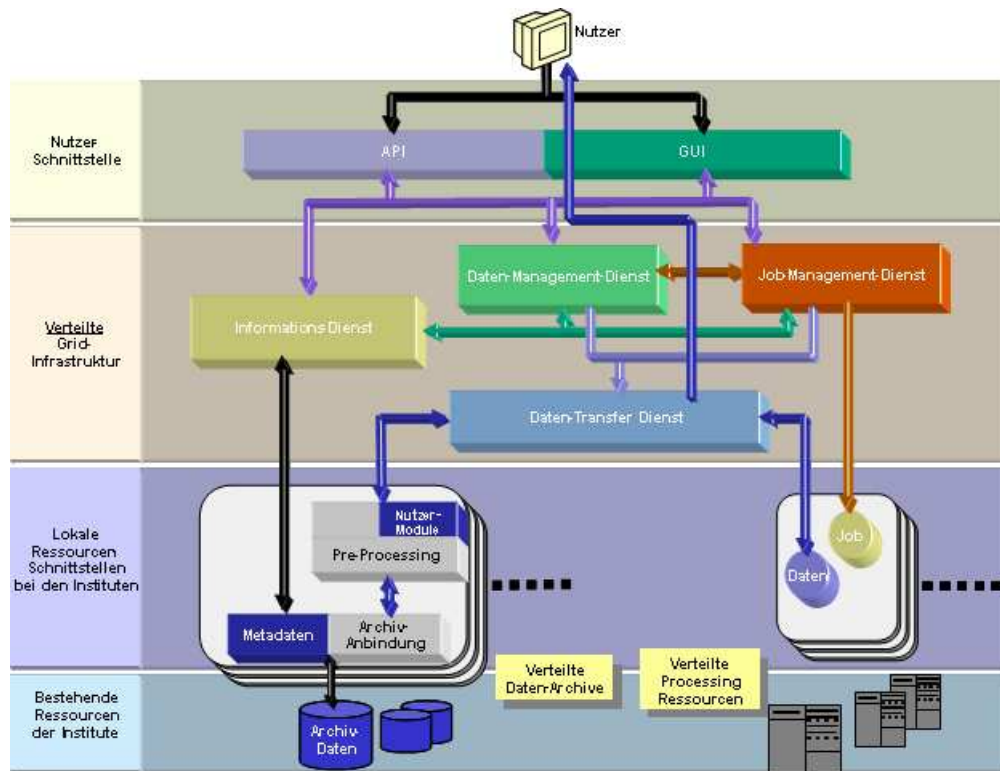 Nutzer
Nutzer-
Schnittstelle
API
GUI
Verteilte
Grid-
Infrastruktur
Daten-Management-Dienst
Job-Management-Dienst
Informations-Dienst
Daten-Transfer Dienst
Lokale
Ressourcen
Schnittstellen
bei den Instituten
Nutzer-
Module
Pre-Processing
Metadaten
Archiv-
Anbindung
Job
Daten
Verteilte
Daten-Archive
Verteilte
Processing
Ressourcen
Bestehende
Ressourcen
der Institute
Archiv-
Daten